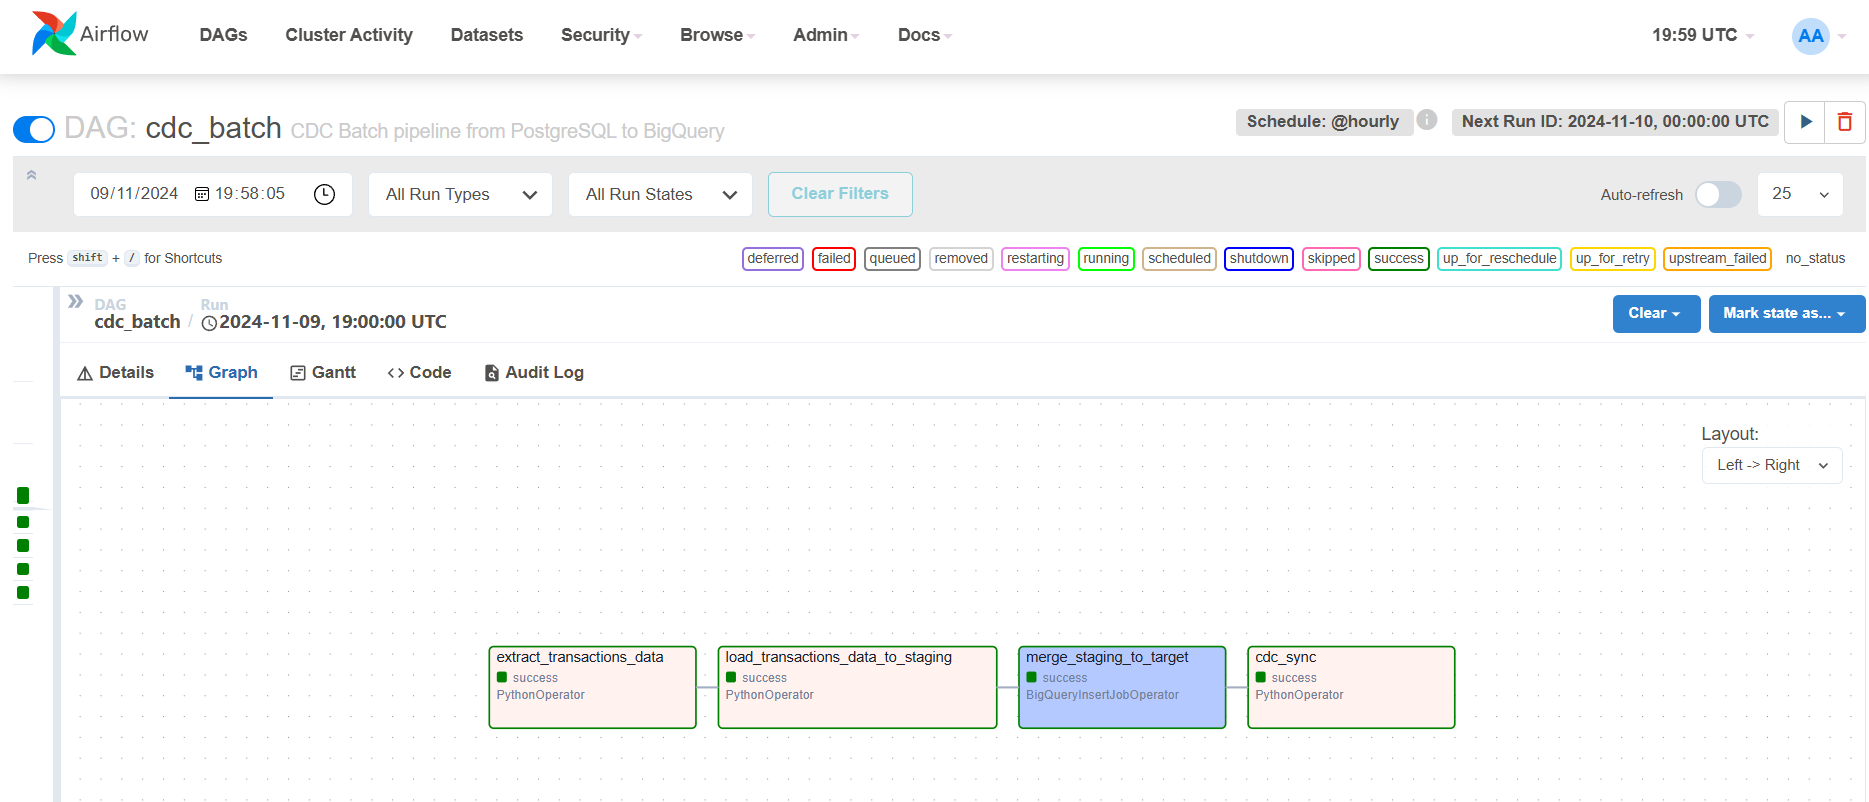 Airflow DAGs Cluster Activity Datasets Security Browse Admin Docs 19:59 UTC AA
DAG: cdc_batch CDC Batch pipeline from PostgreSQL to BigQuery Schedule: @hourly i Next Run ID: 2024-11-10, 00:00:00 UTC
09/11/2024 19:58:05 All Run Types All Run States Clear Filters Auto-refresh 25
Press shift + / for Shortcuts deferred failed queued removed restarting running scheduled shutdown skipped success up_for_reschedule up_for_retry upstream_failed no_status
DAG Run
cdc_batch / 2024-11-09, 19:00:00 UTC Clear Mark state as...
Details Graph Gantt Code Audit Log
Layout:
Left -> Right
extract_transactions_data load_transactions_data_to_staging merge_staging_to_target cdc_sync
success success success success
PythonOperator PythonOperator BigQueryInsertJobOperator PythonOperator